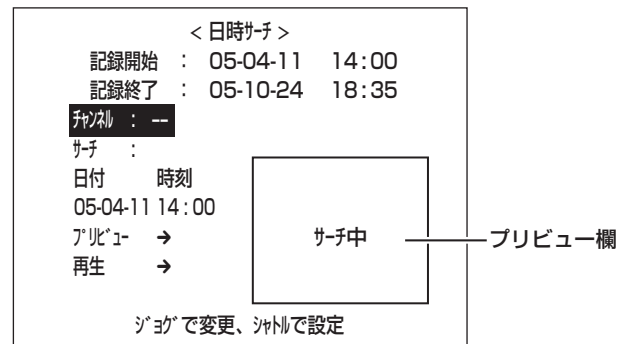 < 日時ｻｰﾁ >
記録開始 : 05-04-11 14:00
記録終了 : 05-10-24 18:35
ﾁｬﾝﾈﾙ : --
ｻｰﾁ :
日付 時刻
05-04-11 14:00
ﾌﾟﾘﾋﾞｭｰ →
再生 →
ｻｰﾁ中
プリビュー欄
ｼﾞｮｸﾞで変更、ｼｬﾄﾙで設定